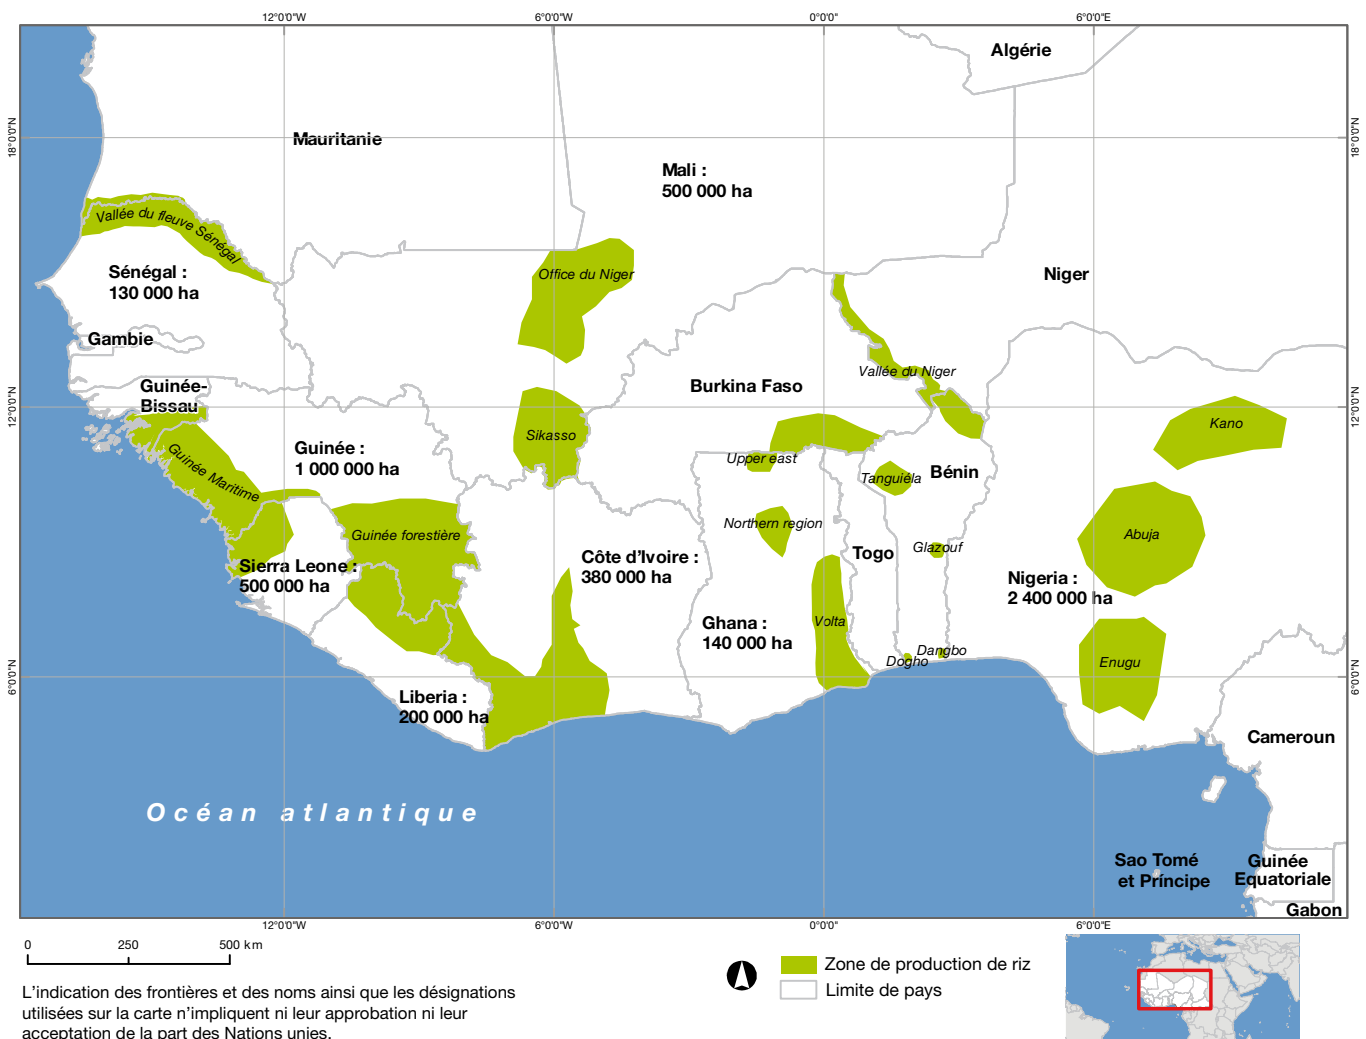 12°0'0"W
6°0'0"W
0°0'0"
6°0'0"E
Algérie
18°0'0"N
18°0'0"N
Mauritanie
Mali :
500 000 ha
Vallée du fleuve Sénégal
Sénégal :
130 000 ha
Office du Niger
Niger
Gambie
Vallée du Niger
Guinée-
Bissau
Burkina Faso
12°0'0"N
12°0'0"N
Kano
Sikasso
Guinée :
1 000 000 ha
Upper east
Guinée Maritime
Tanguiéla
Bénin
Northern region
Guinée forestière
Abuja
Glazouf
Togo
Côte d'Ivoire :
380 000 ha
Sierra Leone :
500 000 ha
Nigeria :
2 400 000 ha
Ghana :
140 000 ha
Volta
Dangbo
Dogho
Enugu
6°0'0"N
6°0'0"N
Liberia :
200 000 ha
Cameroun
Océan atlantique
Sao Tomé
et Príncipe
Guinée
Equatoriale
Gabon
12°0'0"W
6°0'0"W
0°0'0"
6°0'0"E
0 250 500 km
Zone de production de riz
Limite de pays
L'indication des frontières et des noms ainsi que les désignations
utilisées sur la carte n'impliquent ni leur approbation ni leur
acceptation de la part des Nations unies.